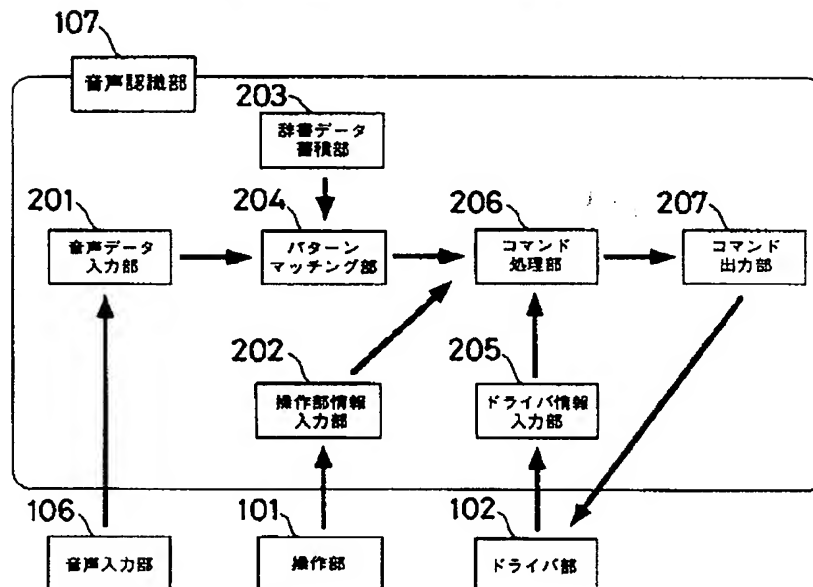 107
音声認識部
203
辞書データ
蓄積部
201
音声データ
入力部
204
パターン
マッチング部
206
コマンド
処理部
207
コマンド
出力部
202
操作部情報
入力部
205
ドライバ情報
入力部
106
音声入力部
101
操作部
102
ドライバ部